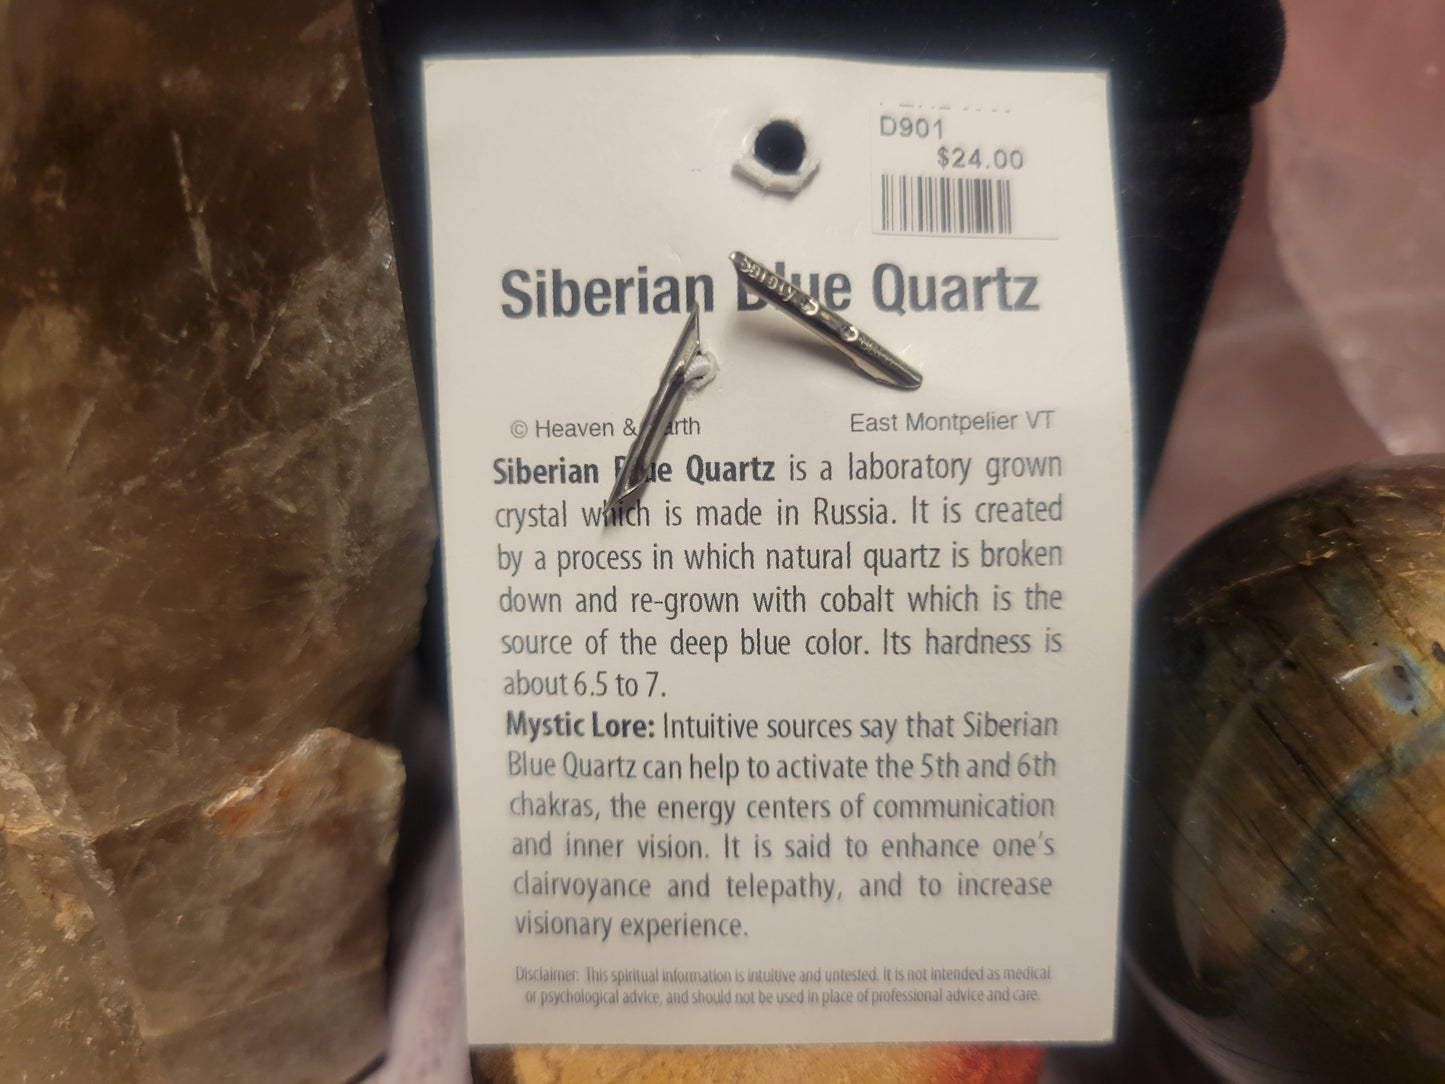 D901
$24.00
Siberian Blue Quartz
© Heaven & Earth East Montpelier VT
Siberian Blue Quartz is a laboratory grown
crystal which is made in Russia. It is created
by a process in which natural quartz is broken
down and re-grown with cobalt which is the
source of the deep blue color. Its hardness is
about 6.5 to 7.
Mystic Lore: Intuitive sources say that Siberian
Blue Quartz can help to activate the 5th and 6th
chakras, the energy centers of communication
and inner vision. It is said to enhance one's
clairvoyance and telepathy, and to increase
visionary experience.
Disclaimer: This spiritual information is intuitive and untested. It is not intended as medical
or psychological advice, and should not be used in place of professional advice and care.